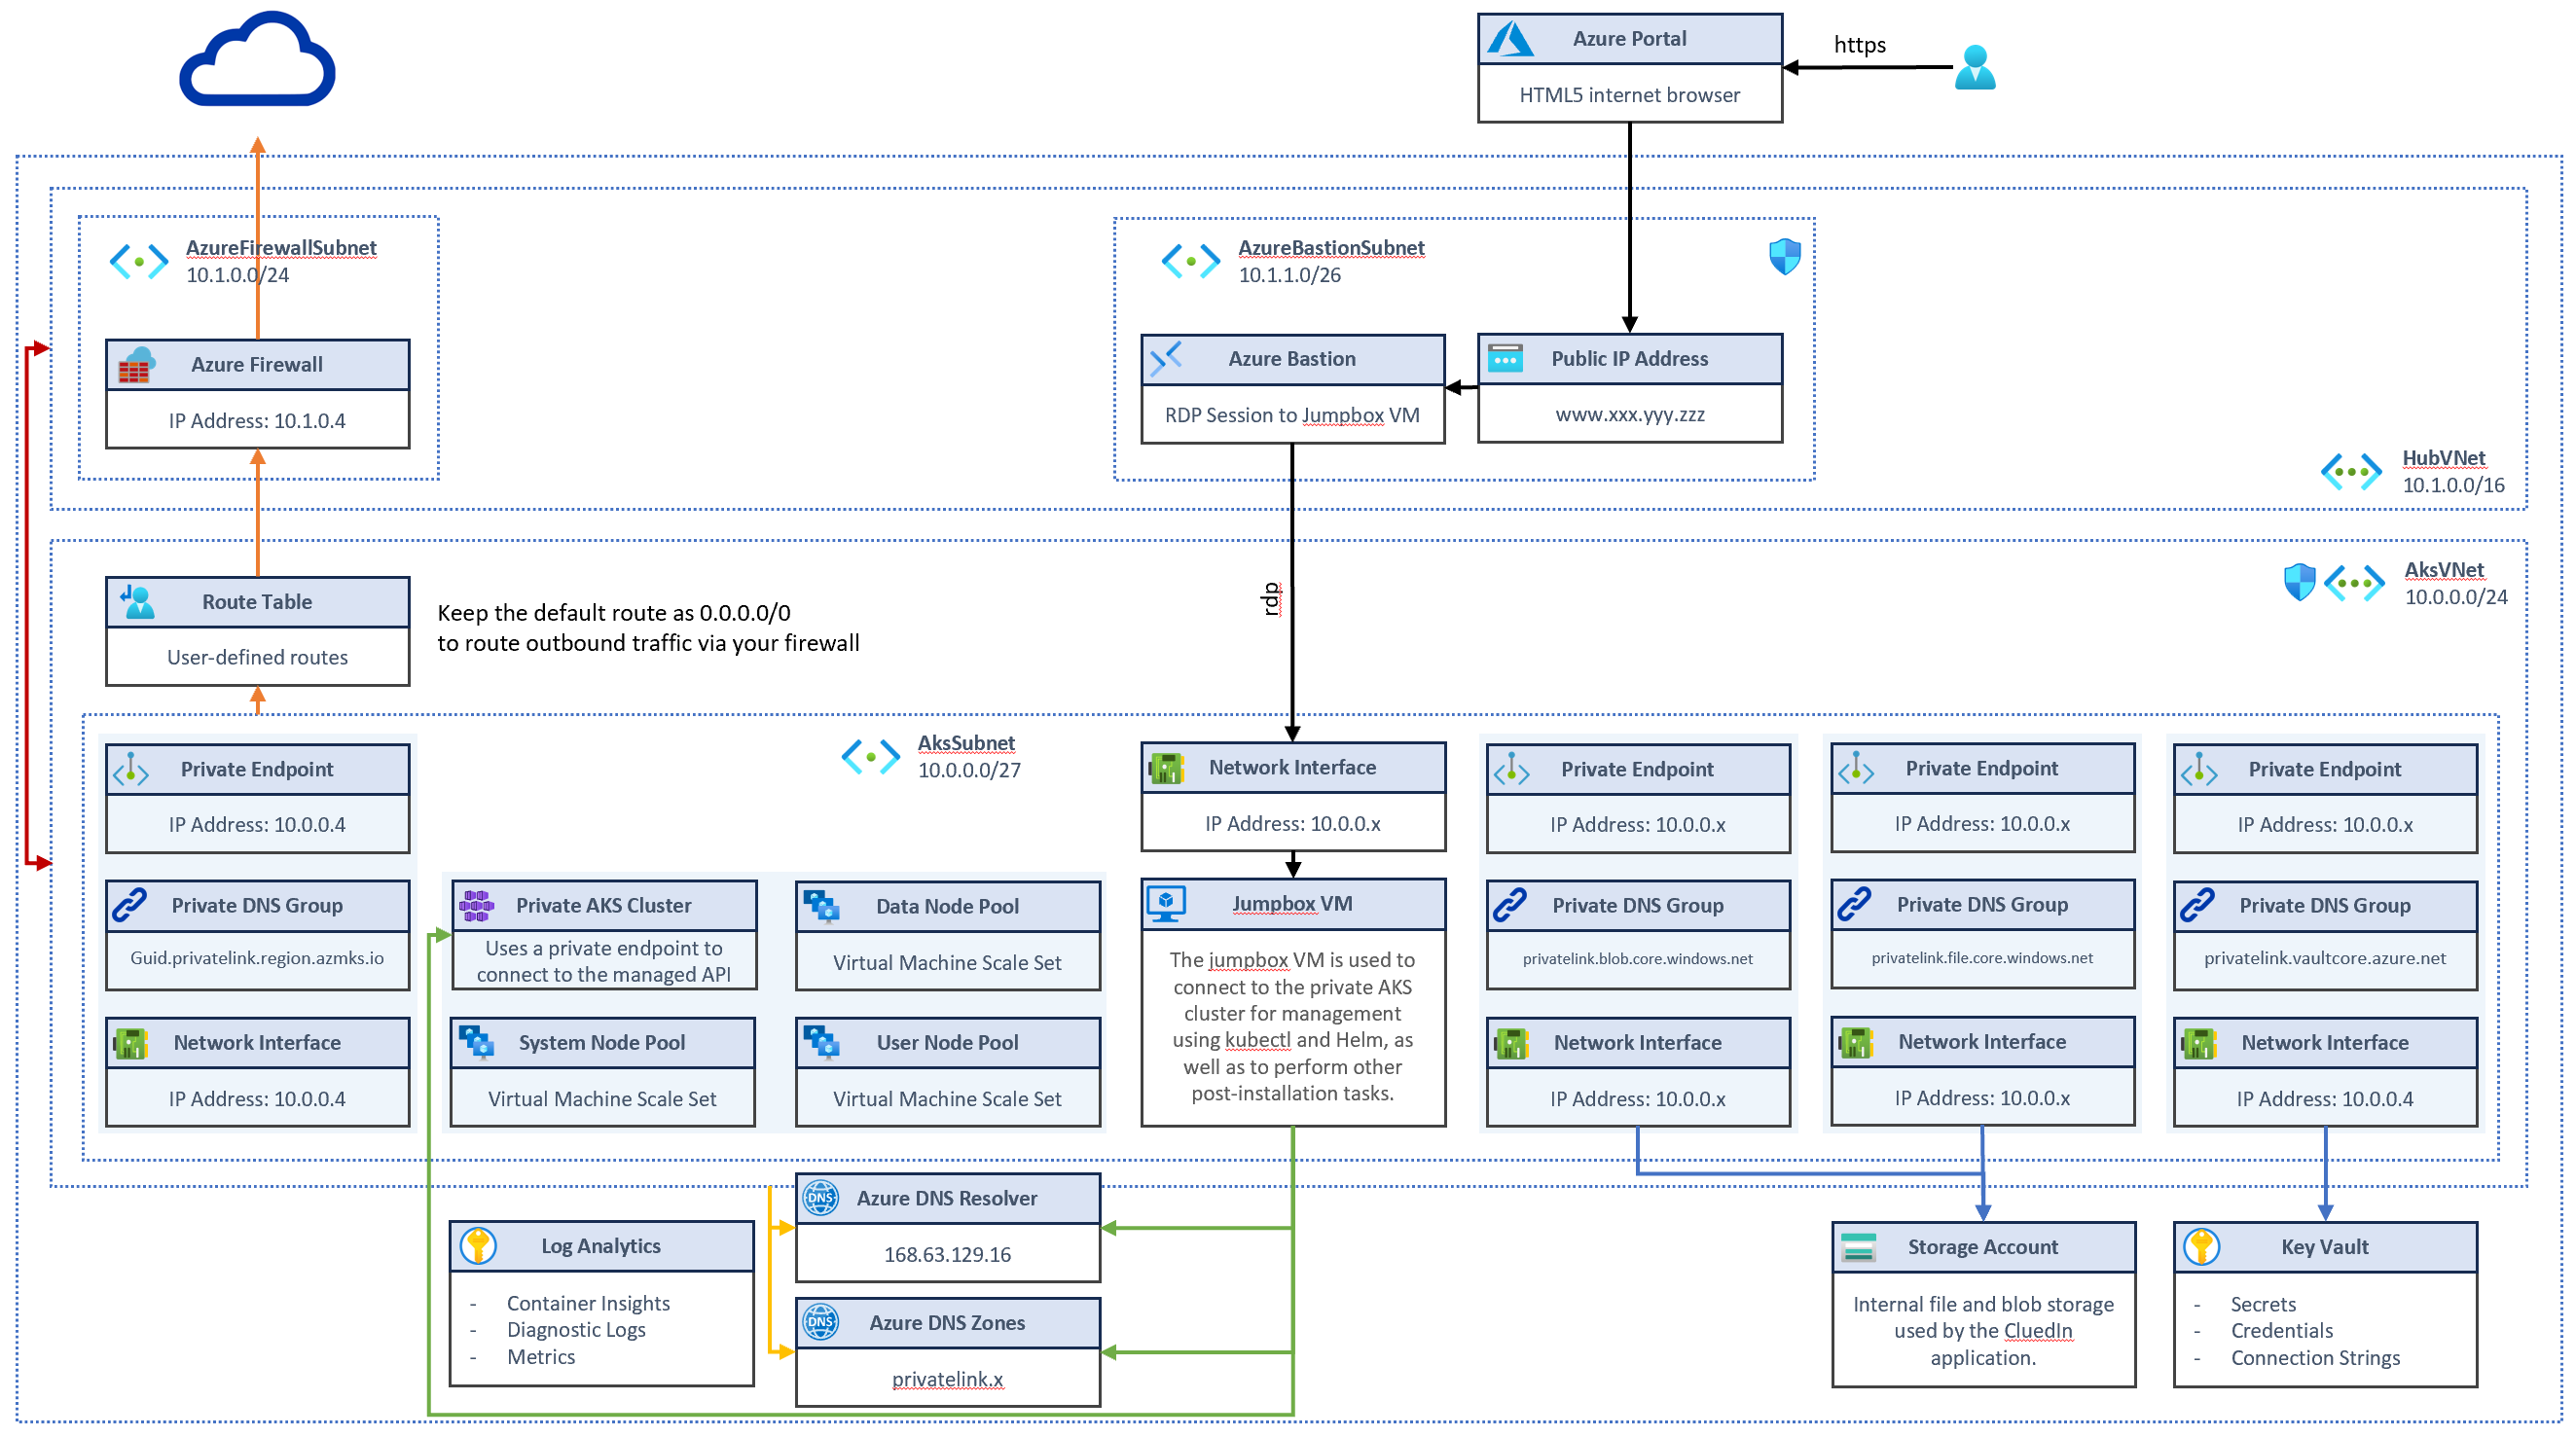 Azure Portal
HTML5 internet browser
https
AzureFirewallSubnet
10.1.0.0/24
Azure Firewall
IP Address: 10.1.0.4
AzureBastionSubnet
10.1.1.0/26
Azure Bastion
RDP Session to Jumpbox VM
Public IP Address
www.xxx.yyy.zzz
HubVNet
10.1.0.0/16
AksVNet
10.0.0.0/24
Route Table
User-defined routes
Keep the default route as 0.0.0.0/0
to route outbound traffic via your firewall
rdp
AksSubnet
10.0.0.0/27
Private Endpoint
IP Address: 10.0.0.4
Private DNS Group
Guid.privatelink.region.azmks.io
Network Interface
IP Address: 10.0.0.4
Private AKS Cluster
Uses a private endpoint to
connect to the managed API
Data Node Pool
Virtual Machine Scale Set
System Node Pool
Virtual Machine Scale Set
User Node Pool
Virtual Machine Scale Set
Network Interface
IP Address: 10.0.0.x
Jumpbox VM
The jumpbox VM is used to
connect to the private AKS
cluster for management
using kubectl and Helm, as
well as to perform other
post-installation tasks.
Private Endpoint
IP Address: 10.0.0.x
Private DNS Group
privatelink.blob.core.windows.net
Network Interface
IP Address: 10.0.0.x
Private Endpoint
IP Address: 10.0.0.x
Private DNS Group
privatelink.file.core.windows.net
Network Interface
IP Address: 10.0.0.x
Private Endpoint
IP Address: 10.0.0.x
Private DNS Group
privatelink.vaultcore.azure.net
Network Interface
IP Address: 10.0.0.4
Log Analytics
- Container Insights
- Diagnostic Logs
- Metrics
DNS
Azure DNS Resolver
168.63.129.16
DNS
Azure DNS Zones
privatelink.x
Storage Account
Internal file and blob storage
used by the CluedIn
application.
Key Vault
- Secrets
- Credentials
- Connection Strings